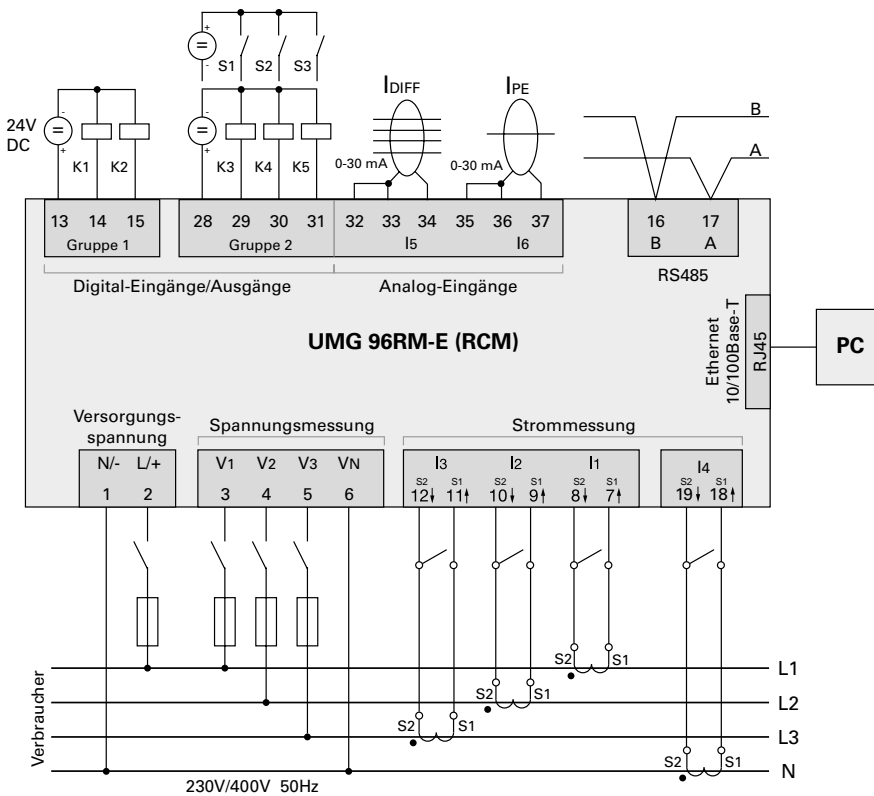 +
-
S1
S2
S3
IDIFF
IPE
B
A
24V
DC
-
=
+
K1
K2
-
=
+
K3
K4
K5
0-30 mA
0-30 mA
13 14 15
Gruppe 1
28 29 30 31
Gruppe 2
32 33 34 35 36 37
I5 I6
16 17
B A
RS485
Digital-Eingänge/Ausgänge
Analog-Eingänge
UMG 96RM-E (RCM)
Ethernet
10/100Base-T
RJ45
PC
Versorgungs-
spannung
Spannungsmessung
Strommessung
N/- L/+
1 2
V1 V2 V3 VN
3 4 5 6
I3 I2 I1
S2 S1 S2 S1 S2 S1
12 11 10 9 8 7
I4
S2 S1
19 18
S2 S1
L1
S2 S1
L2
S2 S1
L3
S2 S1
N
Verbraucher
230V/400V 50Hz